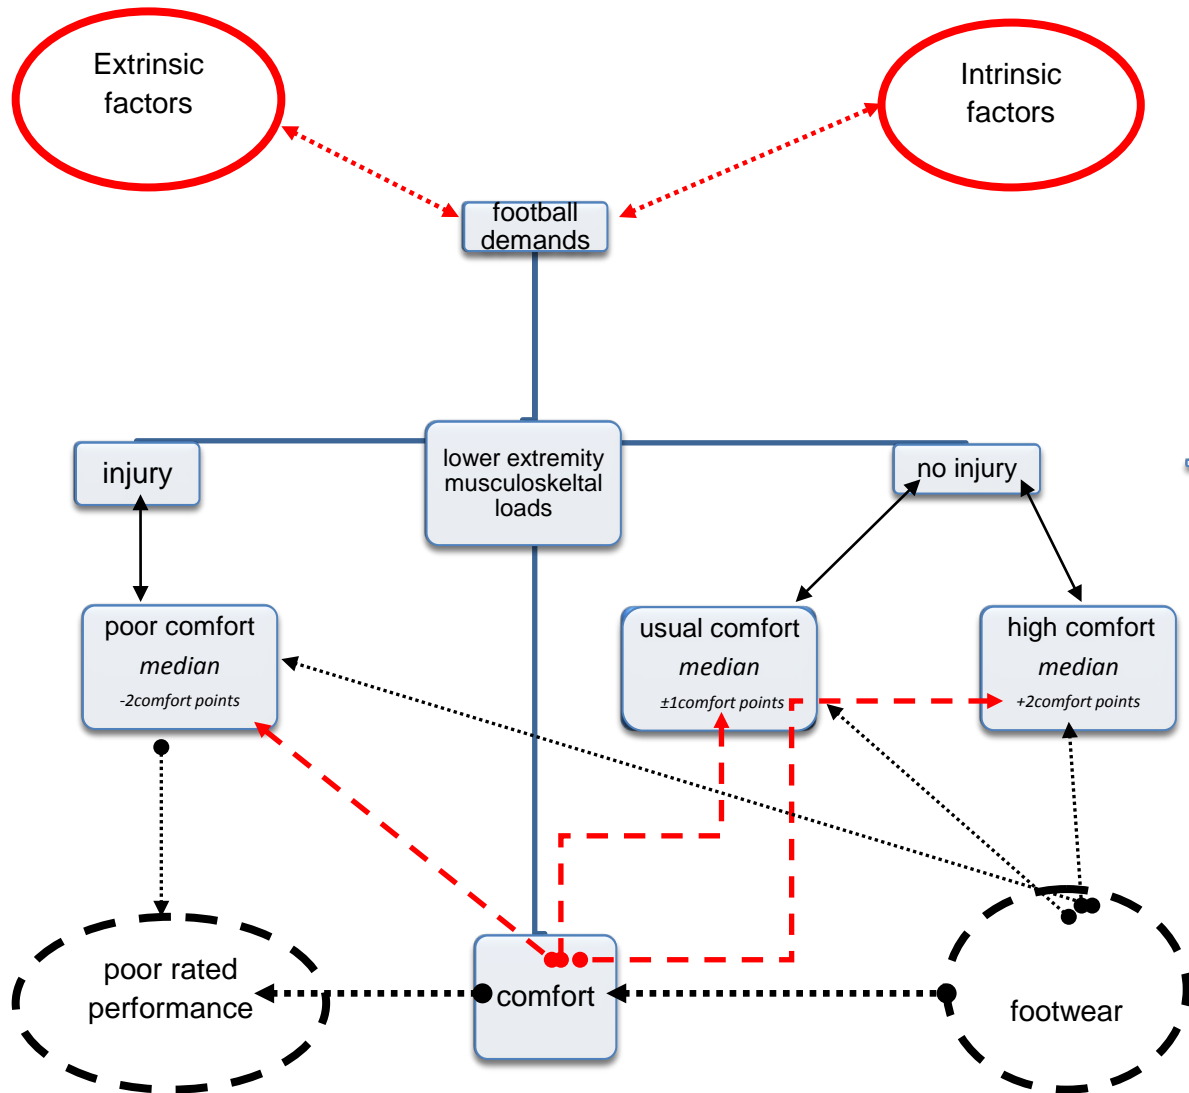 Extrinsic
factors
Intrinsic
factors
football
demands
injury
lower extremity
musculoskeltal
loads
no injury
poor comfort
median
-2comfort points
usual comfort
median
±1comfort points
high comfort
median
+2comfort points
poor rated
performance
comfort
footwear